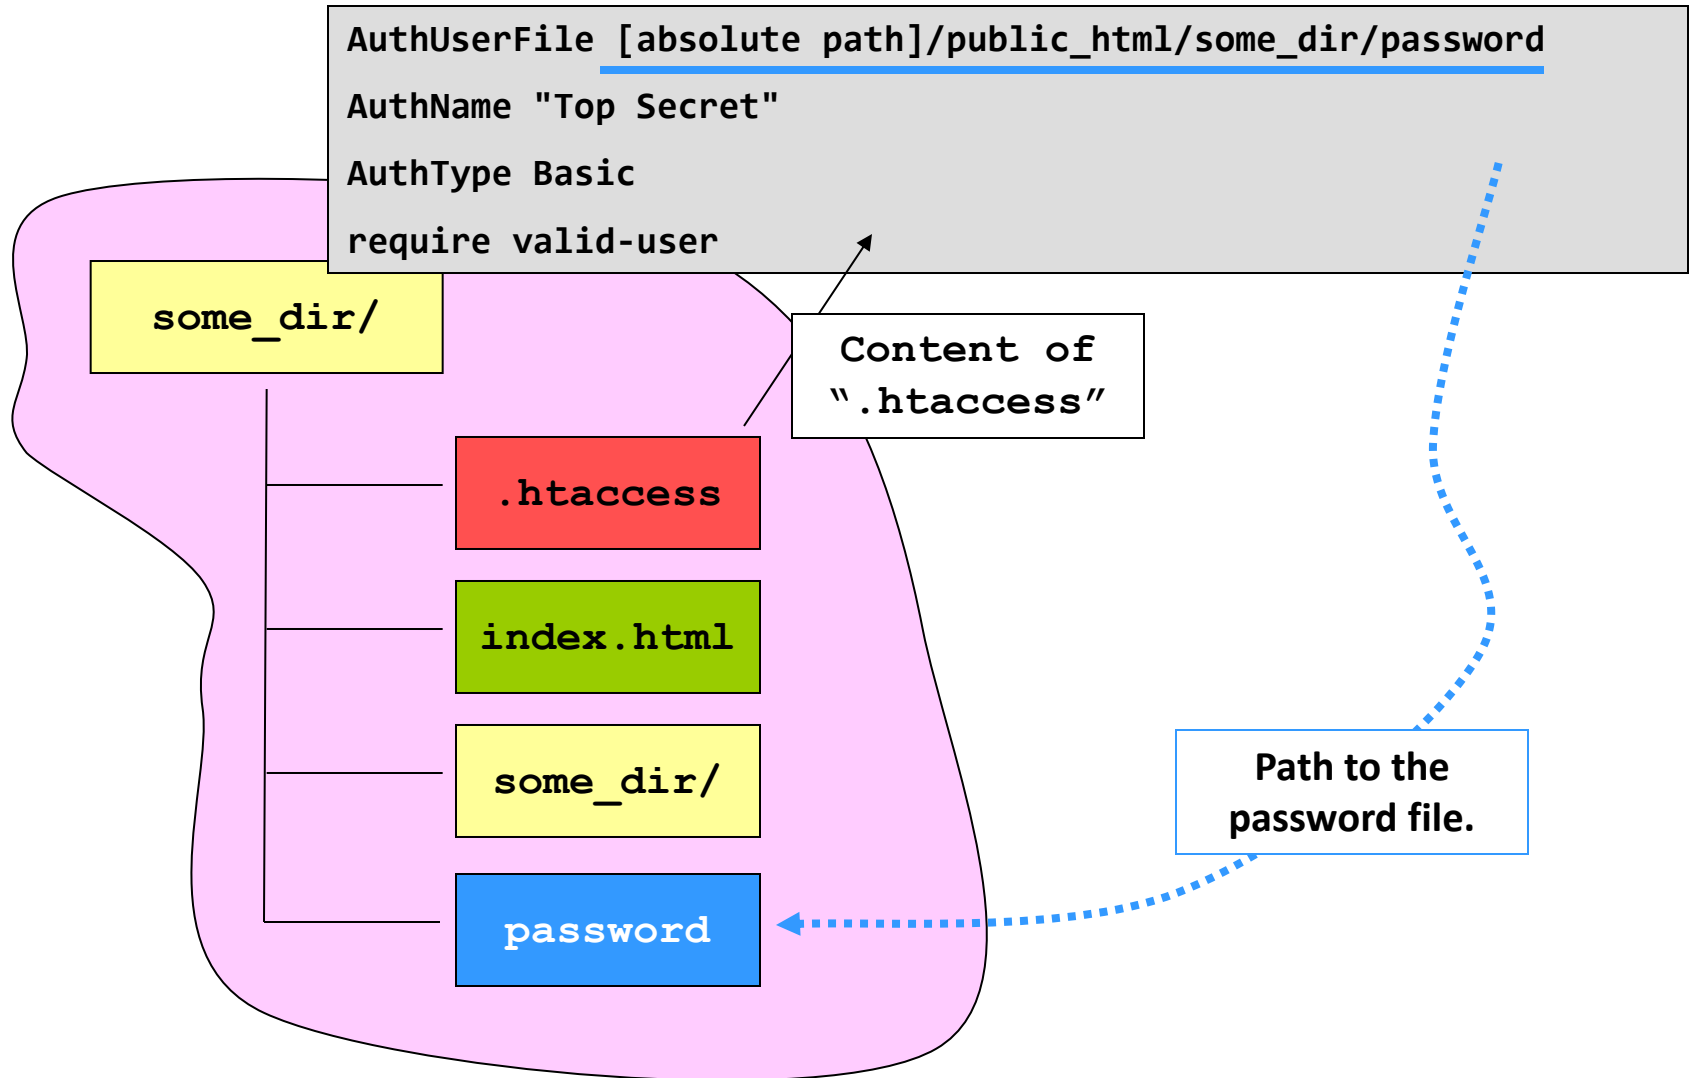 AuthUserFile [absolute path]/public_html/some_dir/password
AuthName "Top Secret"
AuthType Basic
require valid-user
some_dir/
Content of
“.htaccess”
.htaccess
index.html
some_dir/
Path to the
password file.
password